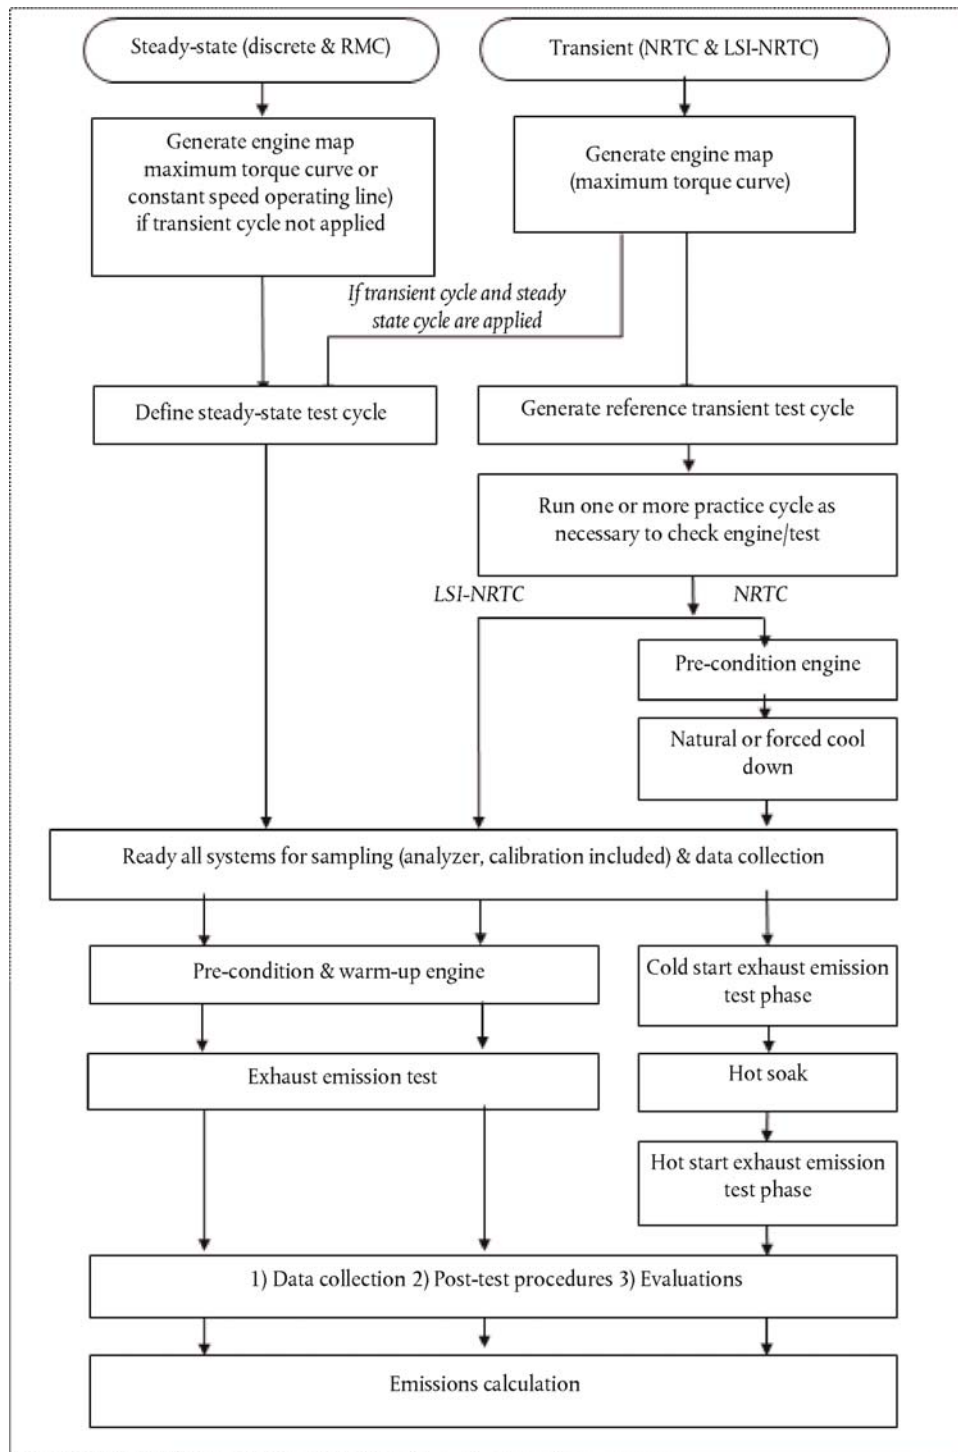 Steady-state (discrete & RMC)
Transient (NRTC & LSI-NRTC)
Generate engine map
maximum torque curve or
constant speed operating line)
if transient cycle not applied
Generate engine map
(maximum torque curve)
If transient cycle and steady
state cycle are applied
Define steady-state test cycle
Generate reference transient test cycle
Run one or more practice cycle as
necessary to check engine/test
LSI-NRTC
NRTC
Pre-condition engine
Natural or forced cool
down
Ready all systems for sampling (analyzer, calibration included) & data collection
Pre-condition & warm-up engine
Cold start exhaust emission
test phase
Exhaust emission test
Hot soak
Hot start exhaust emission
test phase
1) Data collection 2) Post-test procedures 3) Evaluations
Emissions calculation